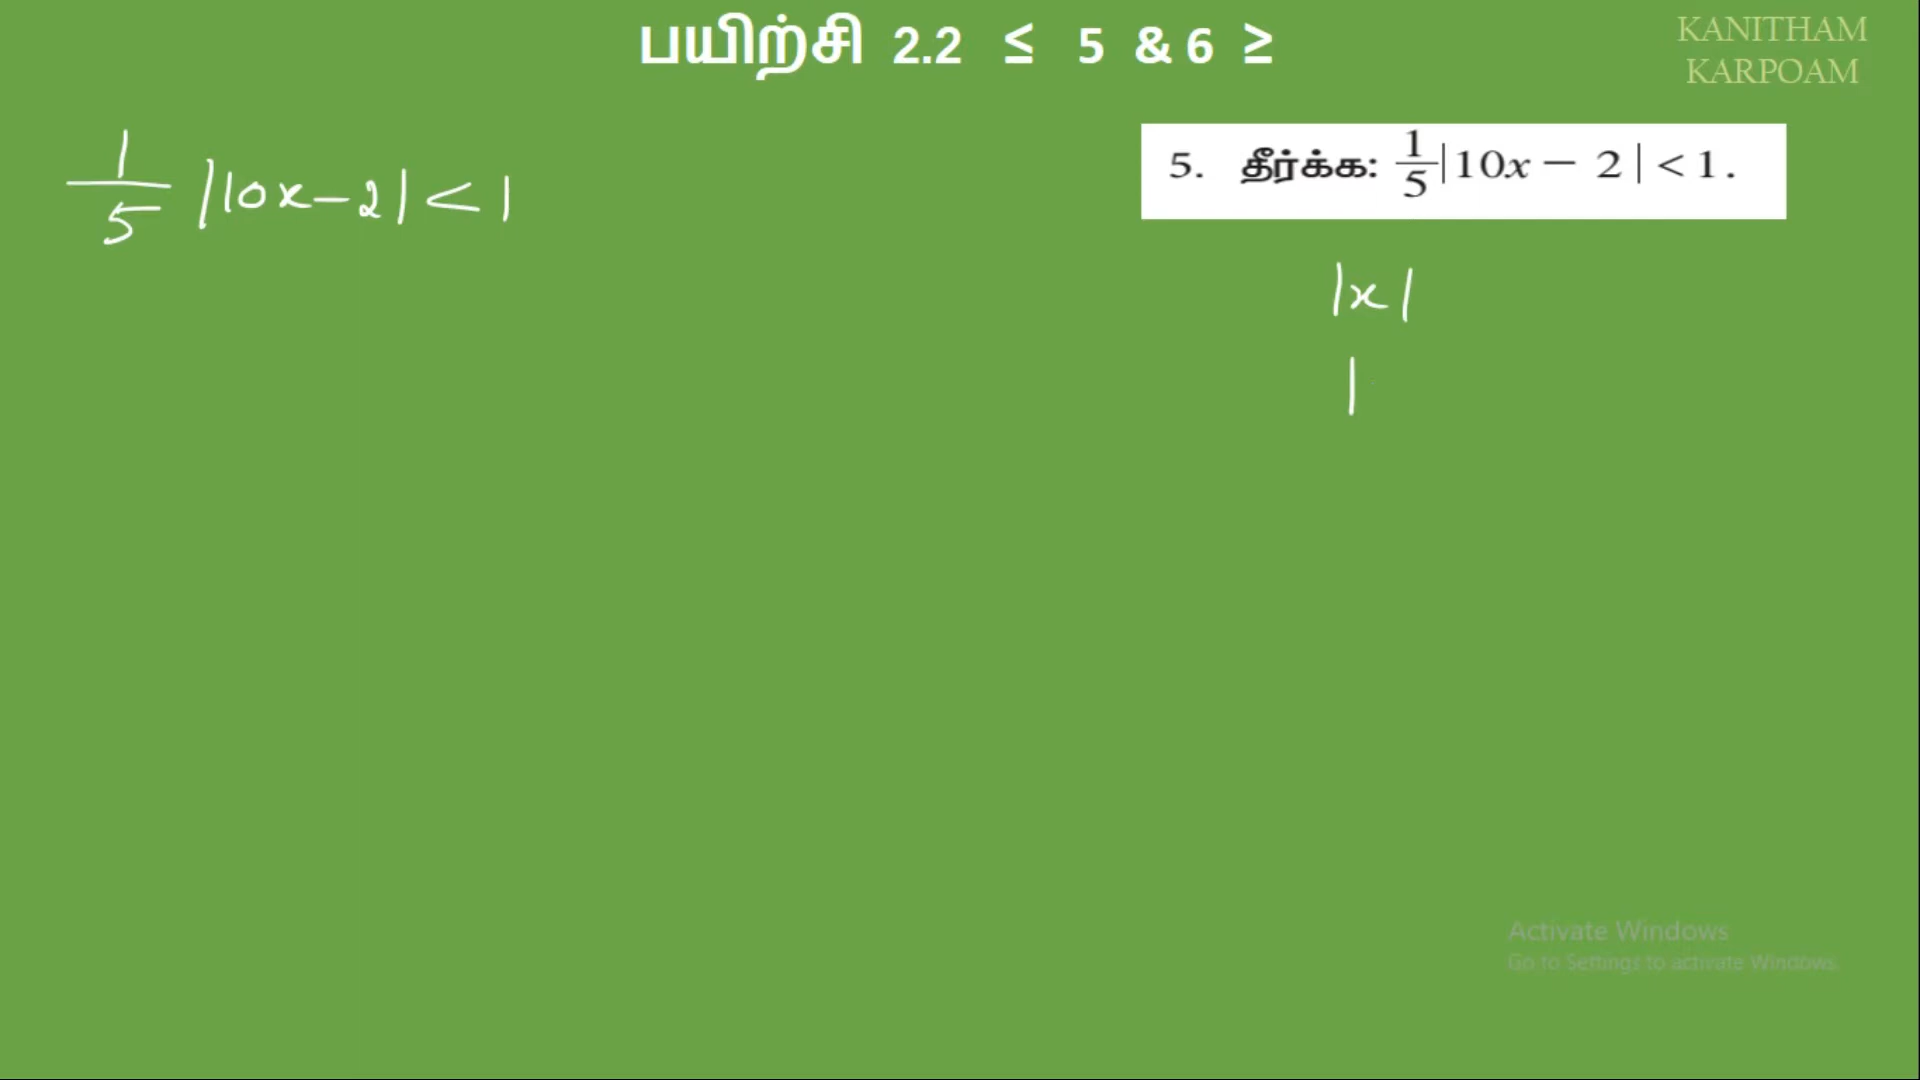 பயிற்சி 2.2 ≤ 5 & 6 ≥
KANITHAM
KARPOAM
1/5 |10x-2| < 1
5. தீர்க்க: 1/5|10x − 2| < 1.
|x|
|
Activate Windows
Go to Settings to activate Windows.